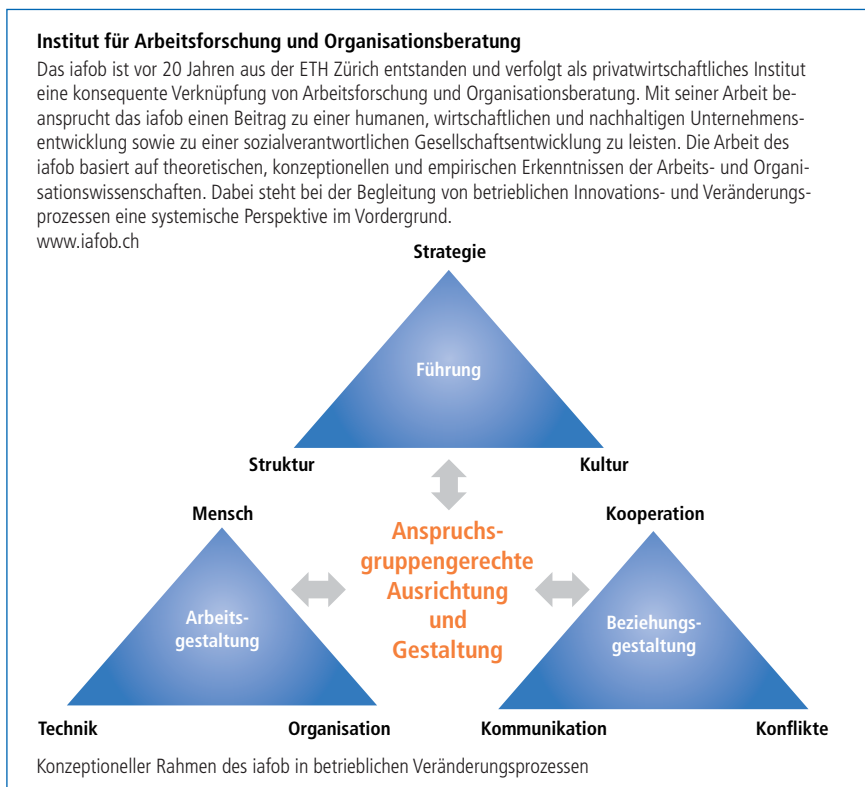 Institut für Arbeitsforschung und Organisationsberatung
Das iafob ist vor 20 Jahren aus der ETH Zürich entstanden und verfolgt als privatwirtschaftliches Institut
eine konsequente Verknüpfung von Arbeitsforschung und Organisationsberatung. Mit seiner Arbeit be-
ansprucht das iafob einen Beitrag zu einer humanen, wirtschaftlichen und nachhaltigen Unternehmens-
entwicklung sowie zu einer sozialverantwortlichen Gesellschaftsentwicklung zu leisten. Die Arbeit des
iafob basiert auf theoretischen, konzeptionellen und empirischen Erkenntnissen der Arbeits- und Organi-
sationswissenschaften. Dabei steht bei der Begleitung von betrieblichen Innovations- und Veränderungs-
prozessen eine systemische Perspektive im Vordergrund.
www.iafob.ch
Strategie
Führung
Struktur
Kultur
Mensch
Arbeits-
gestaltung
Technik
Organisation
Anspruchs-
gruppengerechte
Ausrichtung
und
Gestaltung
Kooperation
Beziehungs-
gestaltung
Kommunikation
Konflikte
Konzeptioneller Rahmen des iafob in betrieblichen Veränderungsprozessen